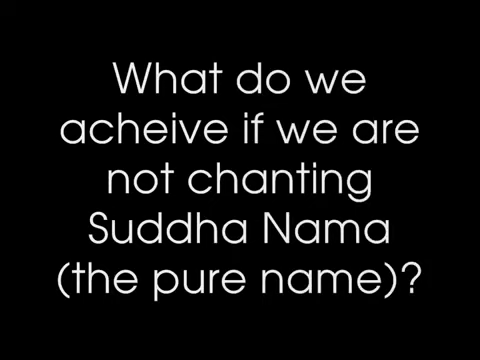 What do we
acheive if we are
not chanting
Suddha Nama
(the pure name)?